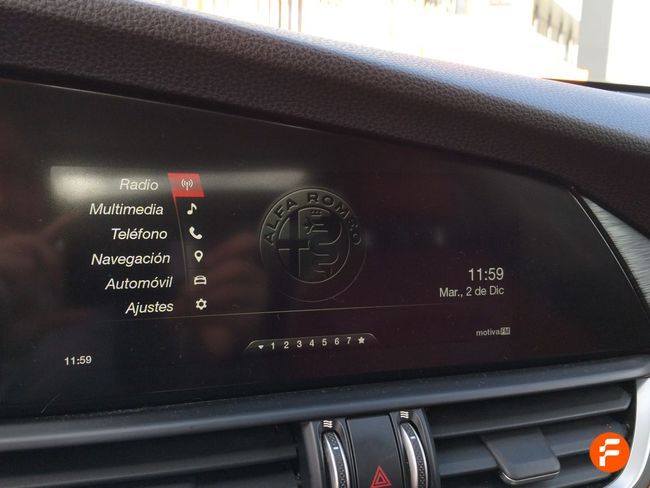 Radio
Multimedia
Teléfono
Navegación
Automóvil
Ajustes
ALFA ROMEO
11:59
Mar., 2 de Dic
motiva FM
1 2 3 4 5 6 7
11:59